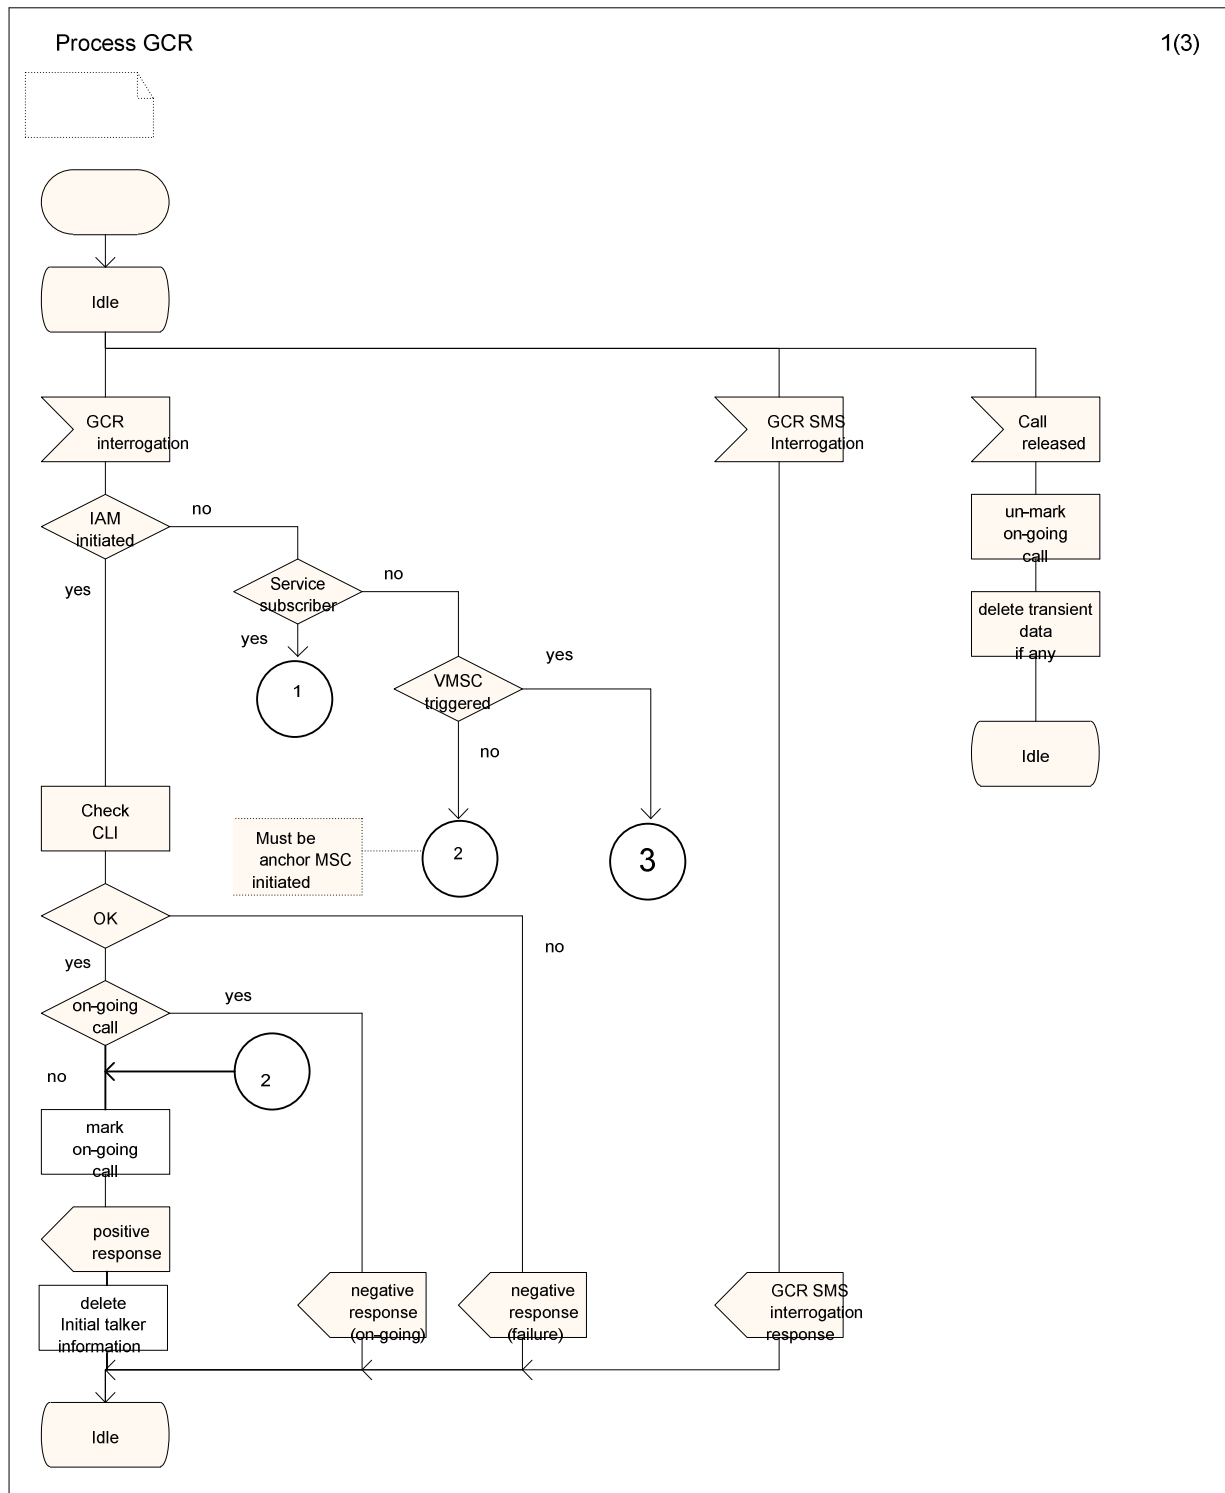 Process GCR
1(3)
Idle
GCR
interrogation
GCR SMS
Interrogation
Call
released
IAM
initiated
no
yes
un-mark
on-going
call
Service
subscriber
no
yes
1
delete transient
data
if any
VMSC
triggered
yes
no
Idle
Check
CLI
Must be
anchor MSC
initiated
2
3
OK
no
yes
on-going
call
yes
no
2
mark
on-going
call
positive
response
delete
Initial talker
information
negative
response
(on-going)
negative
response
(failure)
GCR SMS
interrogation
response
Idle